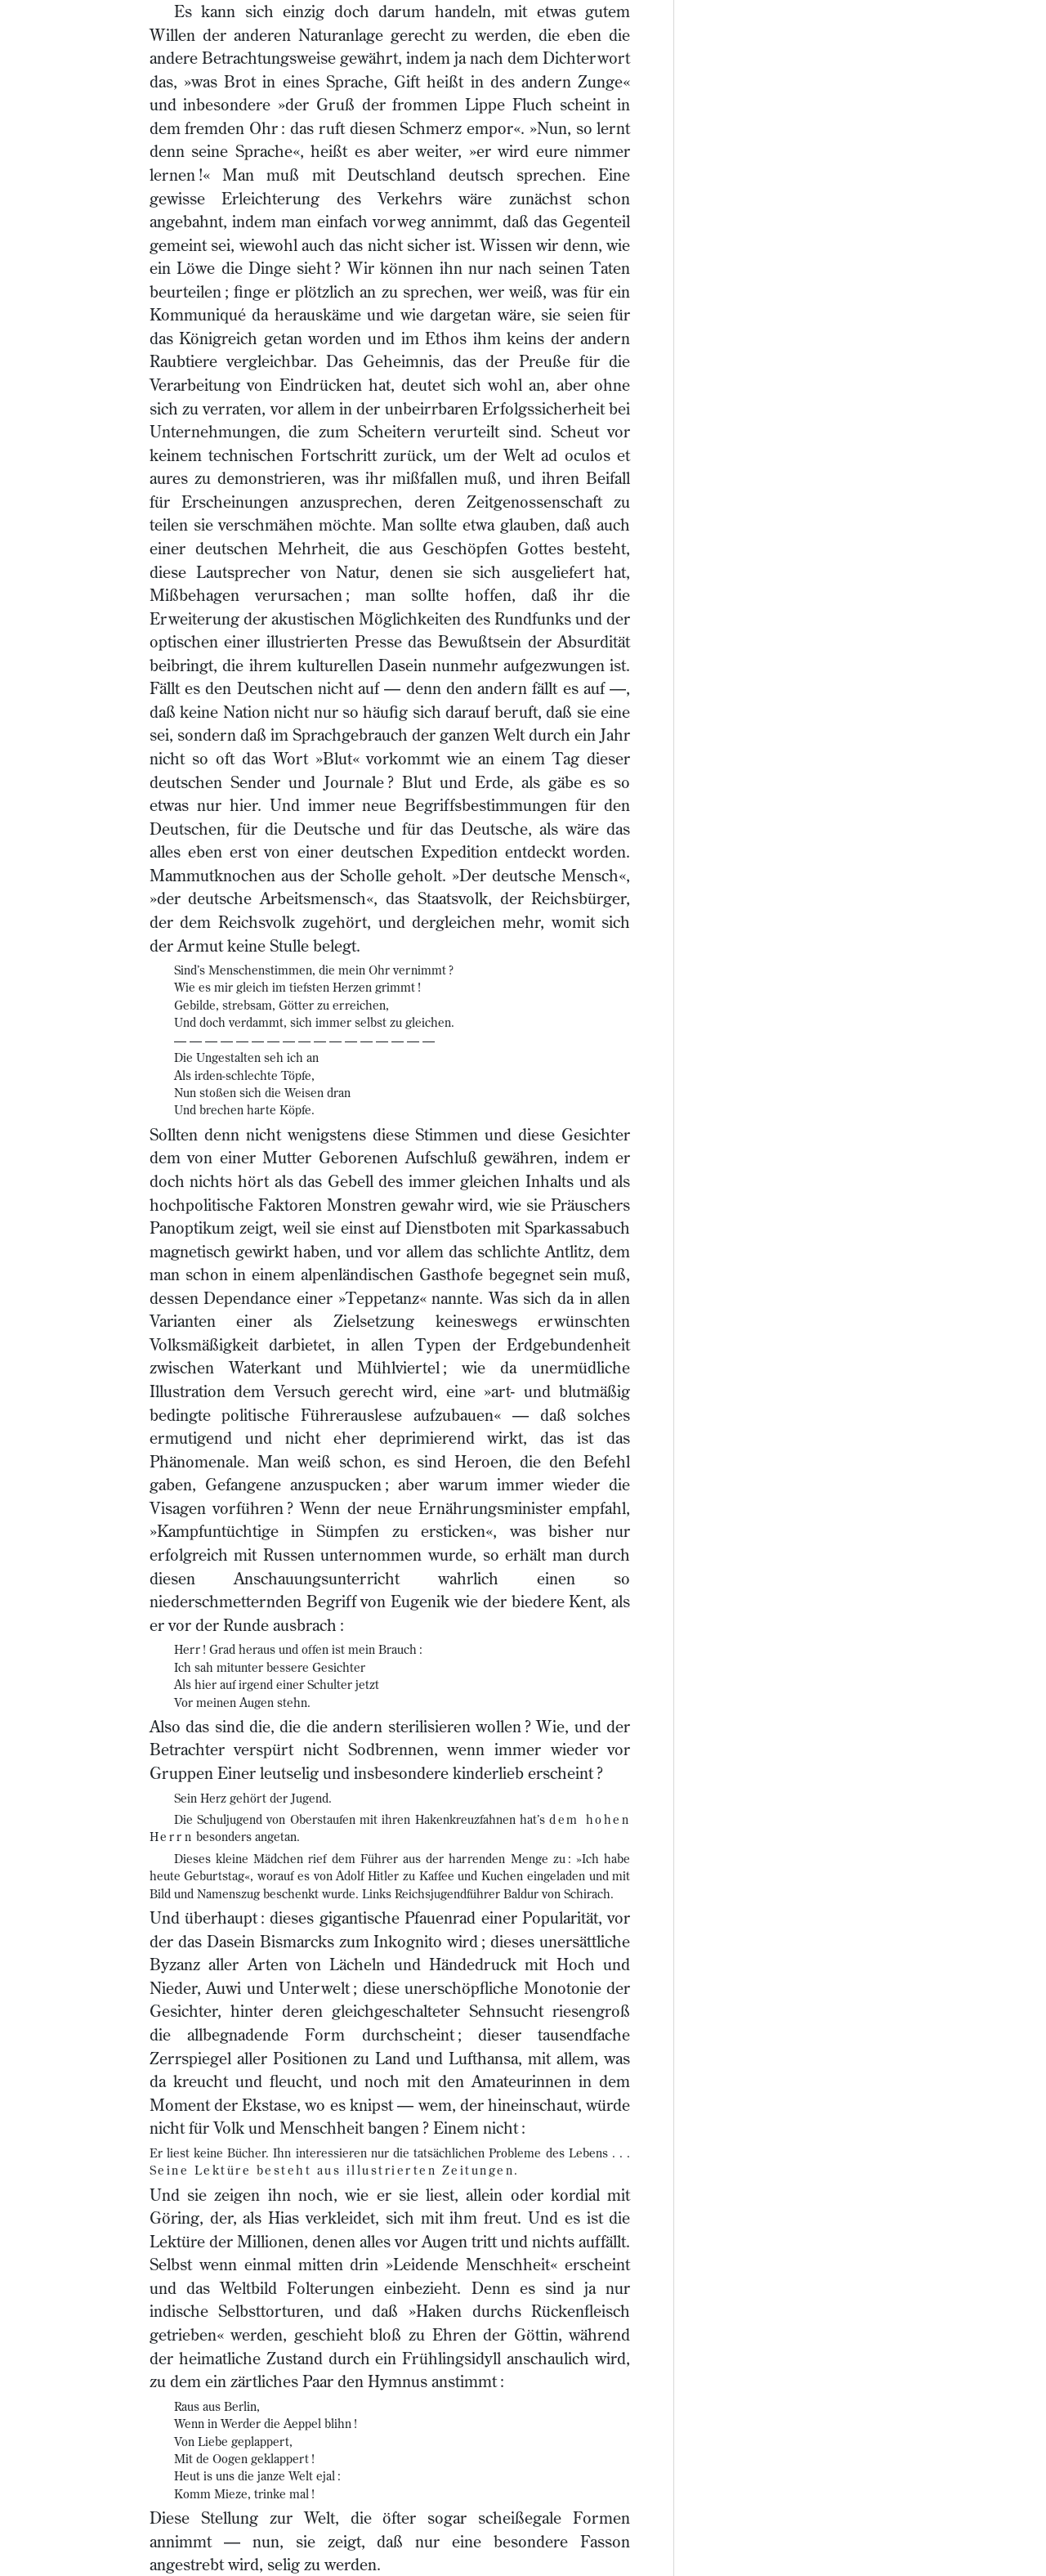 Es kann sich einzig doch darum handeln, mit etwas gutem
Willen der anderen Naturanlage gerecht zu werden, die eben die
andere Betrachtungsweise gewährt, indem ja nach dem Dichterwort
das, »was Brot in eines Sprache, Gift heißt in des andern Zunge«
und inbesondere »der Gruß der frommen Lippe Fluch scheint in
dem fremden Ohr : das ruft diesen Schmerz empor«. »Nun, so lernt
denn seine Sprache«, heißt es aber weiter, »er wird eure nimmer
lernen !« Man muß mit Deutschland deutsch sprechen. Eine
gewisse Erleichterung des Verkehrs wäre zunächst schon
angebahnt, indem man einfach vorweg annimmt, daß das Gegenteil
gemeint sei, wiewohl auch das nicht sicher ist. Wissen wir denn, wie
ein Löwe die Dinge sieht ? Wir können ihn nur nach seinen Taten
beurteilen ; finge er plötzlich an zu sprechen, wer weiß, was für ein
Kommuniqué da herauskäme und wie dargetan wäre, sie seien für
das Königreich getan worden und im Ethos ihm keins der andern
Raubtiere vergleichbar. Das Geheimnis, das der Preuße für die
Verarbeitung von Eindrücken hat, deutet sich wohl an, aber ohne
sich zu verraten, vor allem in der unbeirrbaren Erfolgssicherheit bei
Unternehmungen, die zum Scheitern verurteilt sind. Scheut vor
keinem technischen Fortschritt zurück, um der Welt ad oculos et
aures zu demonstrieren, was ihr mißfallen muß, und ihren Beifall
für Erscheinungen anzusprechen, deren Zeitgenossenschaft zu
teilen sie verschmähen möchte. Man sollte etwa glauben, daß auch
einer deutschen Mehrheit, die aus Geschöpfen Gottes besteht,
diese Lautsprecher von Natur, denen sie sich ausgeliefert hat,
Mißbehagen verursachen ; man sollte hoffen, daß ihr die
Erweiterung der akustischen Möglichkeiten des Rundfunks und der
optischen einer illustrierten Presse das Bewußtsein der Absurdität
beibringt, die ihrem kulturellen Dasein nunmehr aufgezwungen ist.
Fällt es den Deutschen nicht auf — denn den andern fällt es auf —,
daß keine Nation nicht nur so häufig sich darauf beruft, daß sie eine
sei, sondern daß im Sprachgebrauch der ganzen Welt durch ein Jahr
nicht so oft das Wort »Blut« vorkommt wie an einem Tag dieser
deutschen Sender und Journale ? Blut und Erde, als gäbe es so
etwas nur hier. Und immer neue Begriffsbestimmungen für den
Deutschen, für die Deutsche und für das Deutsche, als wäre das
alles eben erst von einer deutschen Expedition entdeckt worden.
Mammutknochen aus der Scholle geholt. »Der deutsche Mensch«,
»der deutsche Arbeitsmensch«, das Staatsvolk, der Reichsbürger,
der dem Reichsvolk zugehört, und dergleichen mehr, womit sich
der Armut keine Stulle belegt.
Sind's Menschenstimmen, die mein Ohr vernimmt ?
Wie es mir gleich im tiefsten Herzen grimmt !
Gebilde, strebsam, Götter zu erreichen,
Und doch verdammt, sich immer selbst zu gleichen.
— — — — — — — — — — — — — — — — —
Die Ungestalten seh ich an
Als irden-schlechte Töpfe,
Nun stoßen sich die Weisen dran
Und brechen harte Köpfe.
Sollten denn nicht wenigstens diese Stimmen und diese Gesichter
dem von einer Mutter Geborenen Aufschluß gewähren, indem er
doch nichts hört als das Gebell des immer gleichen Inhalts und als
hochpolitische Faktoren Monstren gewahr wird, wie sie Präuschers
Panoptikum zeigt, weil sie einst auf Dienstboten mit Sparkassabuch
magnetisch gewirkt haben, und vor allem das schlichte Antlitz, dem
man schon in einem alpenländischen Gasthofe begegnet sein muß,
dessen Dependance einer »Teppetanz« nannte. Was sich da in allen
Varianten einer als Zielsetzung keineswegs erwünschten
Volksmäßigkeit darbietet, in allen Typen der Erdgebundenheit
zwischen Waterkant und Mühlviertel ; wie da unermüdliche
Illustration dem Versuch gerecht wird, eine »art- und blutmäßig
bedingte politische Führerauslese aufzubauen« — daß solches
ermutigend und nicht eher deprimierend wirkt, das ist das
Phänomenale. Man weiß schon, es sind Heroen, die den Befehl
gaben, Gefangene anzuspucken ; aber warum immer wieder die
Visagen vorführen ? Wenn der neue Ernährungsminister empfahl,
»Kampfuntüchtige in Sümpfen zu ersticken«, was bisher nur
erfolgreich mit Russen unternommen wurde, so erhält man durch
diesen Anschauungsunterricht wahrlich einen so
niederschmetternden Begriff von Eugenik wie der biedere Kent, als
er vor der Runde ausbrach :
Herr ! Grad heraus und offen ist mein Brauch :
Ich sah mitunter bessere Gesichter
Als hier auf irgend einer Schulter jetzt
Vor meinen Augen stehn.
Also das sind die, die die andern sterilisieren wollen ? Wie, und der
Betrachter verspürt nicht Sodbrennen, wenn immer wieder vor
Gruppen Einer leutselig und insbesondere kinderlieb erscheint ?
Sein Herz gehört der Jugend.
Die Schuljugend von Oberstaufen mit ihren Hakenkreuzfahnen hat's dem hohen
Herrn besonders angetan.
Dieses kleine Mädchen rief dem Führer aus der harrenden Menge zu : »Ich habe
heute Geburtstag«, worauf es von Adolf Hitler zu Kaffee und Kuchen eingeladen und mit
Bild und Namenszug beschenkt wurde. Links Reichsjugendführer Baldur von Schirach.
Und überhaupt : dieses gigantische Pfauenrad einer Popularität, vor
der das Dasein Bismarcks zum Inkognito wird ; dieses unersättliche
Byzanz aller Arten von Lächeln und Händedruck mit Hoch und
Nieder, Auwi und Unterwelt ; diese unerschöpfliche Monotonie der
Gesichter, hinter deren gleichgeschalteter Sehnsucht riesengroß
die allbegnadende Form durchscheint ; dieser tausendfache
Zerrspiegel aller Positionen zu Land und Lufthansa, mit allem, was
da kreucht und fleucht, und noch mit den Amateurinnen in dem
Moment der Ekstase, wo es knipst — wem, der hineinschaut, würde
nicht für Volk und Menschheit bangen ? Einem nicht :
Er liest keine Bücher. Ihn interessieren nur die tatsächlichen Probleme des Lebens . . .
Seine Lektüre besteht aus illustrierten Zeitungen.
Und sie zeigen ihn noch, wie er sie liest, allein oder kordial mit
Göring, der, als Hias verkleidet, sich mit ihm freut. Und es ist die
Lektüre der Millionen, denen alles vor Augen tritt und nichts auffällt.
Selbst wenn einmal mitten drin »Leidende Menschheit« erscheint
und das Weltbild Folterungen einbezieht. Denn es sind ja nur
indische Selbsttorturen, und daß »Haken durchs Rückenfleisch
getrieben« werden, geschieht bloß zu Ehren der Göttin, während
der heimatliche Zustand durch ein Frühlingsidyll anschaulich wird,
zu dem ein zärtliches Paar den Hymnus anstimmt :
Raus aus Berlin,
Wenn in Werder die Aeppel blihn !
Von Liebe geplappert,
Mit de Oogen geklappert !
Heut is uns die janze Welt ejal :
Komm Mieze, trinke mal !
Diese Stellung zur Welt, die öfter sogar scheißegale Formen
annimmt — nun, sie zeigt, daß nur eine besondere Fasson
angestrebt wird, selig zu werden.